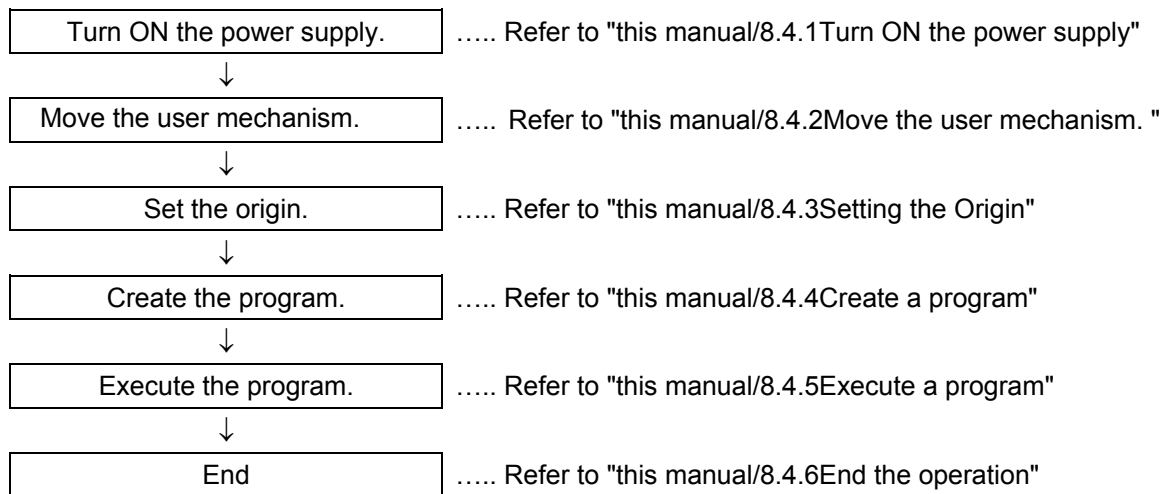 Turn ON the power supply. ….. Refer to "this manual/8.4.1Turn ON the power supply"
↓
Move the user mechanism. ….. Refer to "this manual/8.4.2Move the user mechanism. "
↓
Set the origin. ….. Refer to "this manual/8.4.3Setting the Origin"
↓
Create the program. ….. Refer to "this manual/8.4.4Create a program"
↓
Execute the program. ….. Refer to "this manual/8.4.5Execute a program"
↓
End ….. Refer to "this manual/8.4.6End the operation"